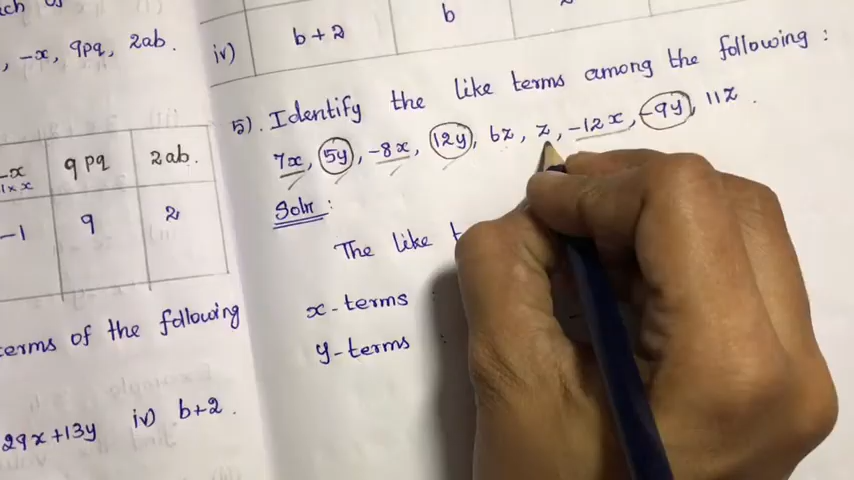 , -x, 9pq, 2ab.
-x 9pq 2ab.
-1 9 2
terms of the following
29x+13y iv) b+2.
iv) b+2 b
5). Identify the like terms among the following :
7x, 5y, -8x, 12y, 6z, z, -12x, -9y, 11z.
Soln:
The like
x-terms :
y-terms :